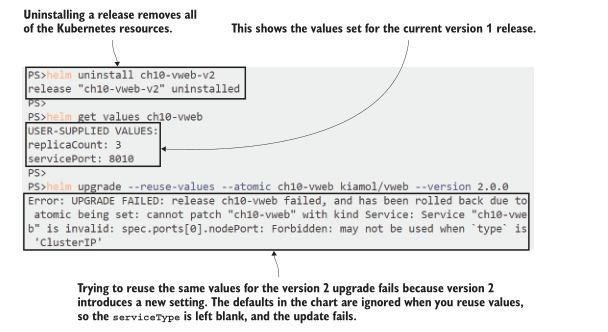 Uninstalling a release removes all
of the Kubernetes resources.
This shows the values set for the current version 1 release.
PS>helm uninstall ch10-vweb-v2
release "ch10-vweb-v2" uninstalled
PS>
PS>helm get values ch10-vweb
USER-SUPPLIED VALUES:
replicaCount: 3
servicePort: 8010
PS>
PS>helm upgrade --reuse-values --atomic ch10-vweb kiamol/vweb --version 2.0.0
Error: UPGRADE FAILED: release ch10-vweb failed, and has been rolled back due to
atomic being set: cannot patch "ch10-vweb" with kind Service: Service "ch10-vwe
b" is invalid: spec.ports[0].nodePort: Forbidden: may not be used when `type` is
'ClusterIP'
Trying to reuse the same values for the version 2 upgrade fails because version 2
introduces a new setting. The defaults in the chart are ignored when you reuse values,
so the serviceType is left blank, and the update fails.